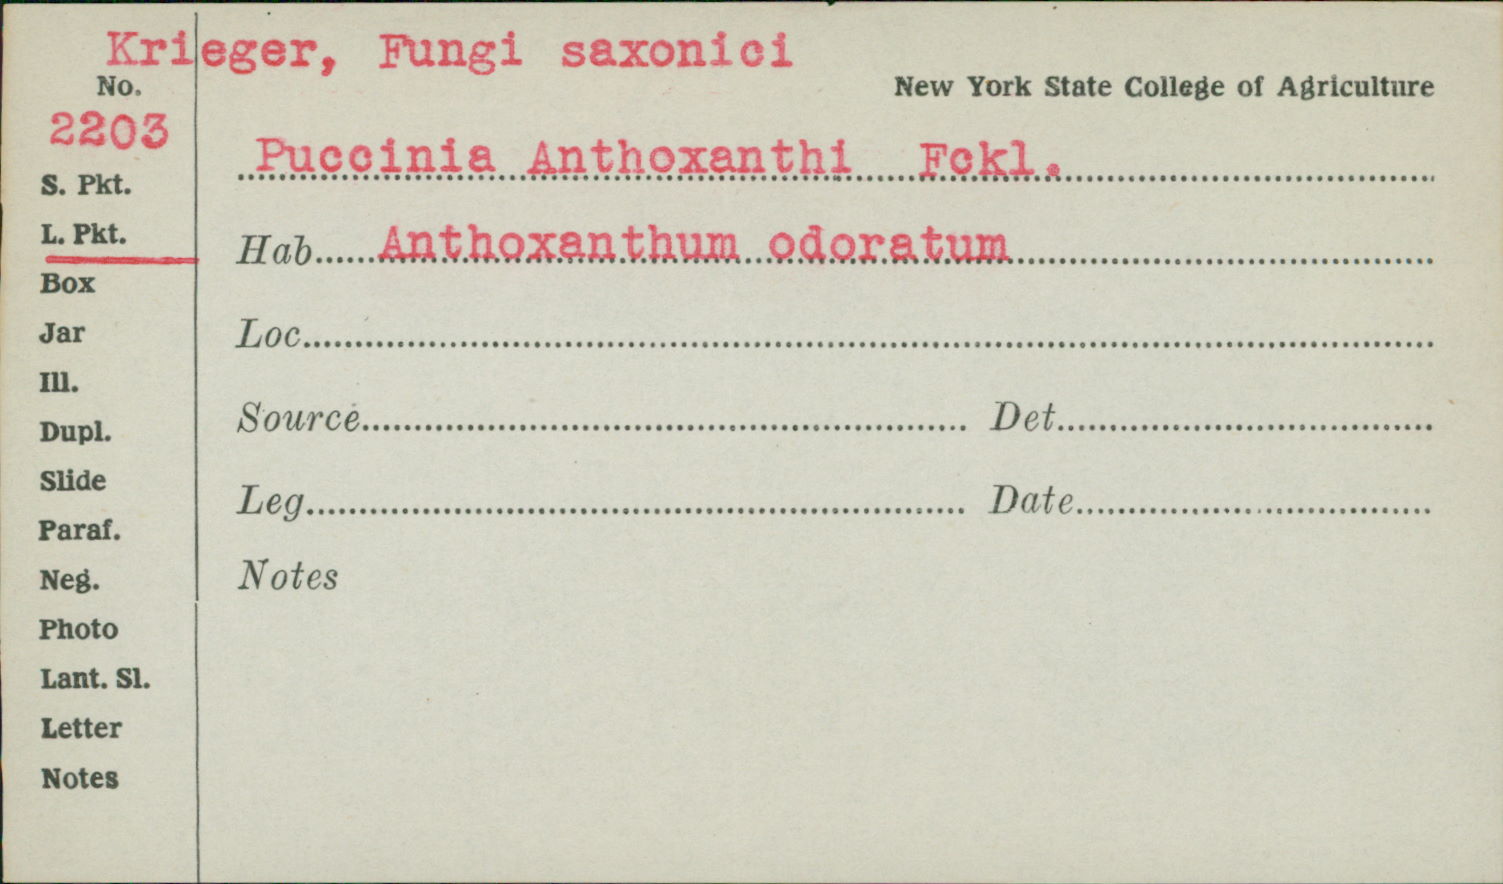 Krieger, Fungi saxonici
No.
New York State College of Agriculture
2203
Puccinia Anthoxanthi Fckl.
S. Pkt.
L. Pkt.
Hab Anthoxanthum odoratum
Box
Jar
Loc
Ill.
Dupl.
Source Det
Slide
Leg Date
Paraf.
Neg.
Notes
Photo
Lant. Sl.
Letter
Notes